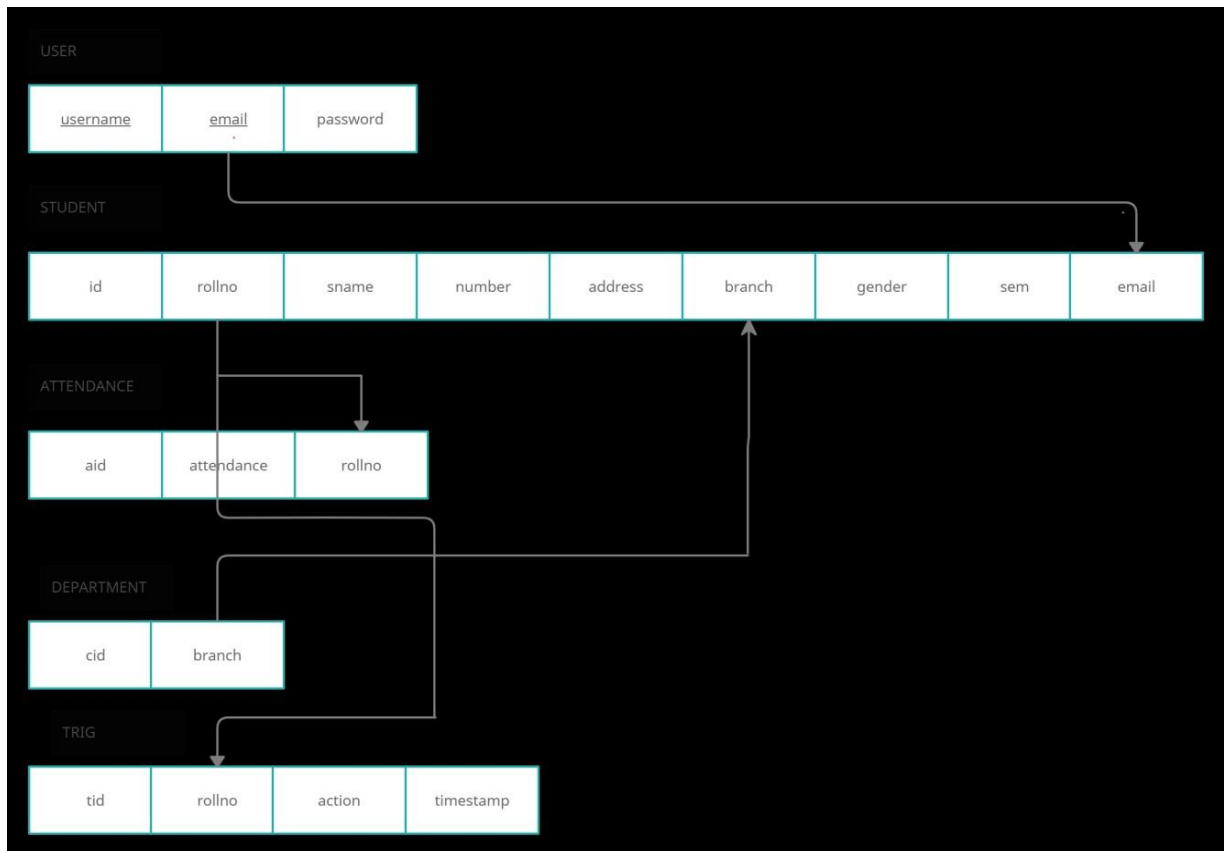 USER
username email password
STUDENT
id rollno sname number address branch gender sem email
ATTENDANCE
aid attendance rollno
DEPARTMENT
cid branch
TRIG
tid rollno action timestamp